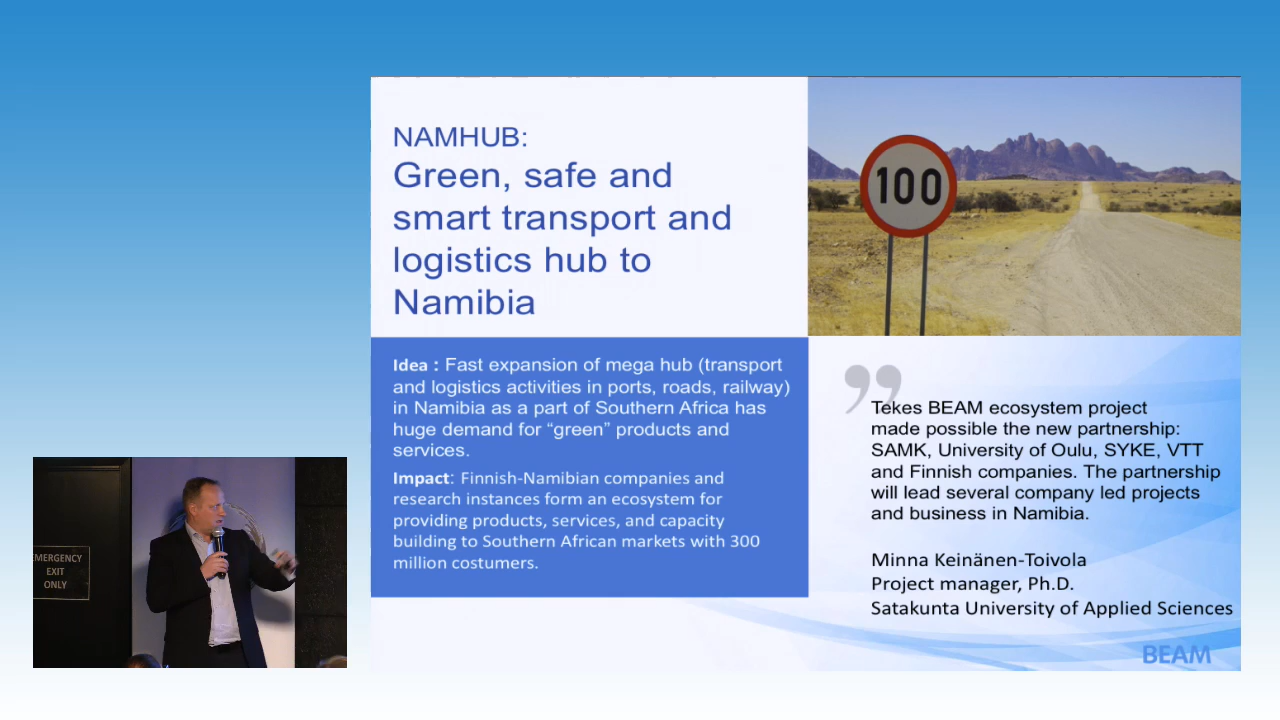 NAMHUB:
Green, safe and
smart transport and
logistics hub to
Namibia
100
Idea : Fast expansion of mega hub (transport
and logistics activities in ports, roads, railway)
in Namibia as a part of Southern Africa has
huge demand for “green” products and
services.
Impact: Finnish-Namibian companies and
research instances form an ecosystem for
providing products, services, and capacity
building to Southern African markets with 300
million costumers.
”
Tekes BEAM ecosystem project
made possible the new partnership:
SAMK, University of Oulu, SYKE, VTT
and Finnish companies. The partnership
will lead several company led projects
and business in Namibia.
Minna Keinänen-Toivola
Project manager, Ph.D.
Satakunta University of Applied Sciences
BEAM
EMERGENCY
EXIT
ONLY